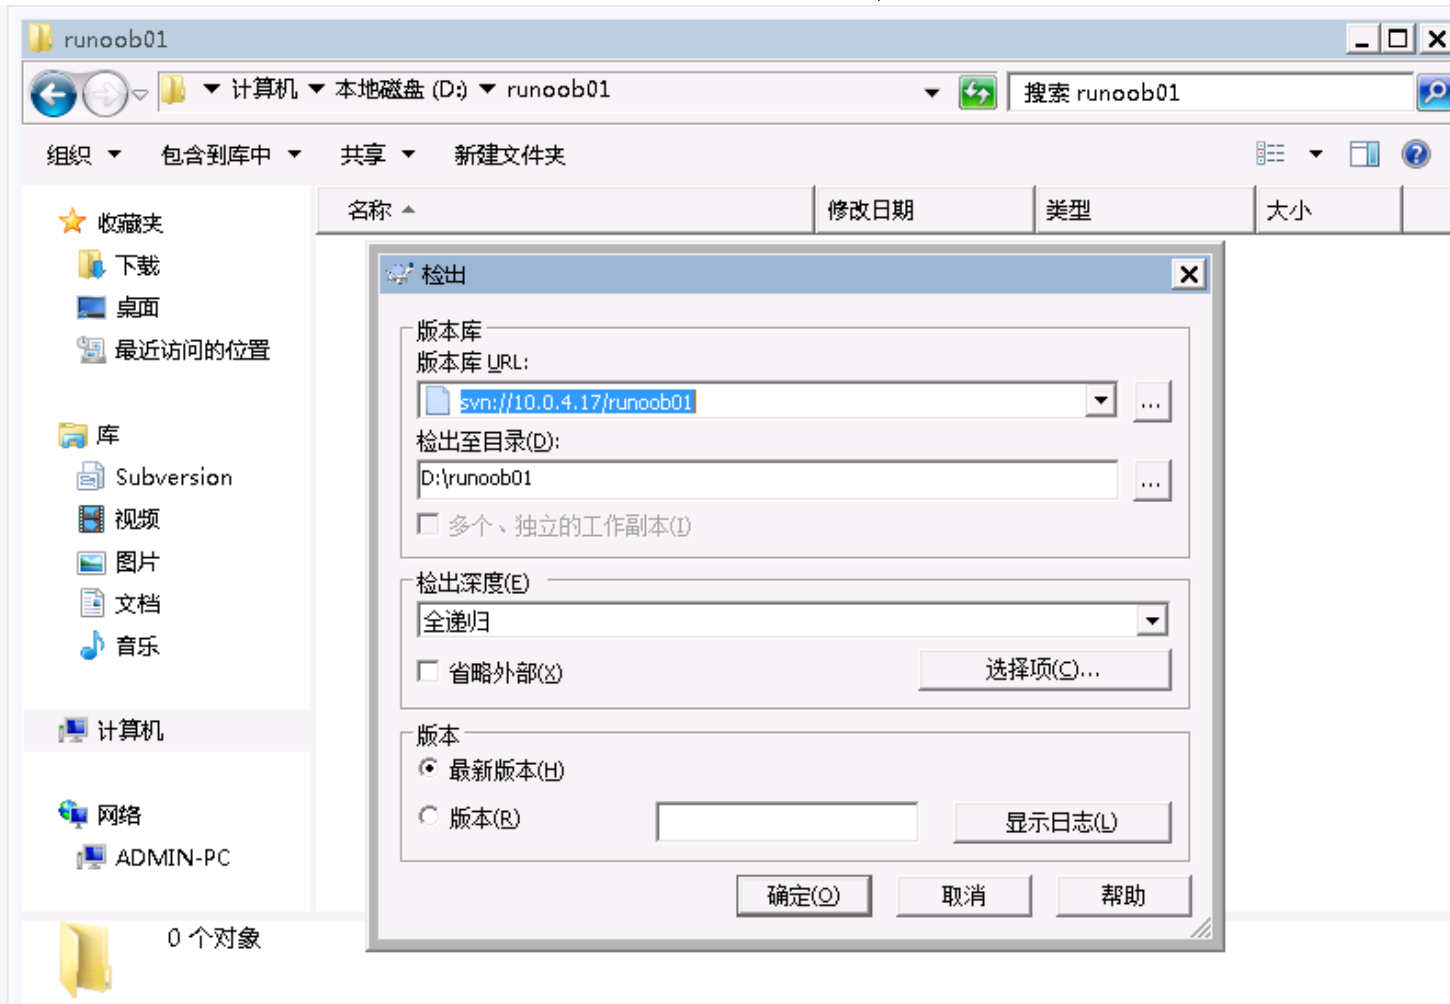 runoob01
计算机 本地磁盘 (D:) runoob01
搜索 runoob01
组织 包含到库中 共享 新建文件夹
名称 修改日期 类型 大小
收藏夹
下载
桌面
最近访问的位置
库
Subversion
视频
图片
文档
音乐
计算机
网络
ADMIN-PC
0 个对象
检出
版本库
版本库 URL:
svn://10.0.4.17/runoob01
...
检出至目录(D):
D:\runoob01
...
多个、独立的工作副本(I)
检出深度(E)
全递归
省略外部(X)
选择项(C)...
版本
最新版本(H)
版本(R)
显示日志(L)
确定(O) 取消 帮助